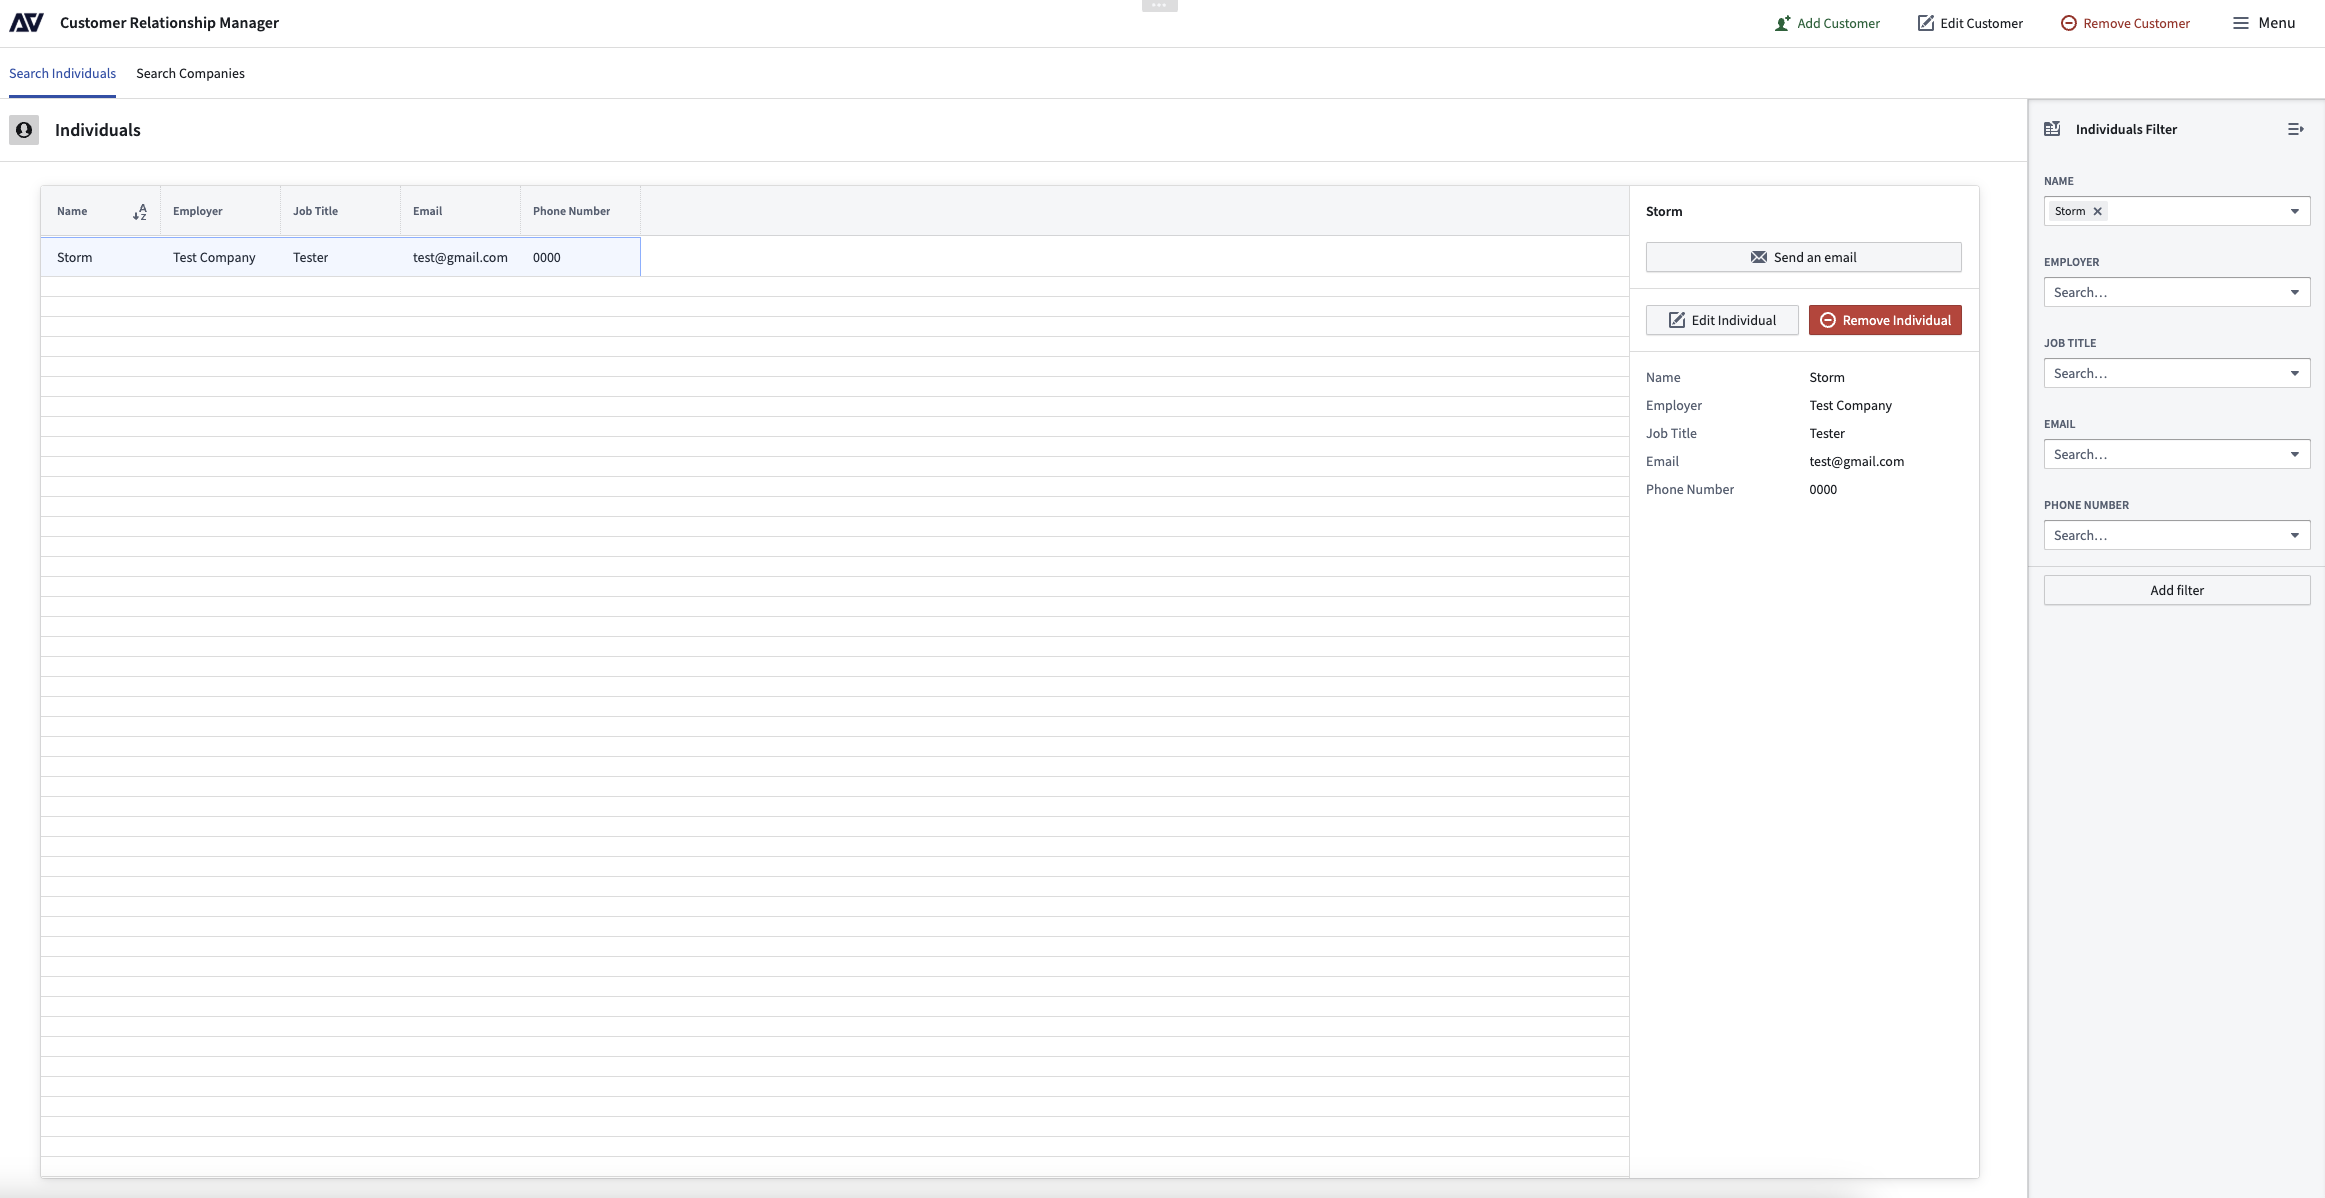 Customer Relationship Manager
Add Customer
Edit Customer
Remove Customer
Menu
Search Individuals
Search Companies
Individuals
Name
Employer
Job Title
Email
Phone Number
Storm
Test Company
Tester
test@gmail.com
0000
Storm
Send an email
Edit Individual
Remove Individual
Name Storm
Employer Test Company
Job Title Tester
Email test@gmail.com
Phone Number 0000
Individuals Filter
NAME
Storm
EMPLOYER
Search...
JOB TITLE
Search...
EMAIL
Search...
PHONE NUMBER
Search...
Add filter